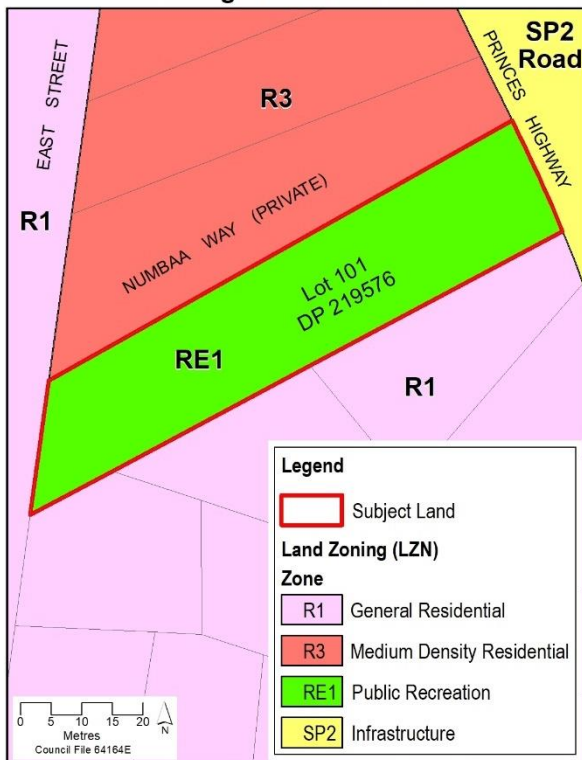 SP2
Road
PRINCES HIGHWAY
EAST STREET
R3
R1
NUMBAA WAY (PRIVATE)
Lot 101
DP 219576
RE1
R1
Legend
Subject Land
Land Zoning (LZN)
Zone
R1 General Residential
R3 Medium Density Residential
RE1 Public Recreation
SP2 Infrastructure
0 5 10 15 20
Metres
N
Council File 64164E